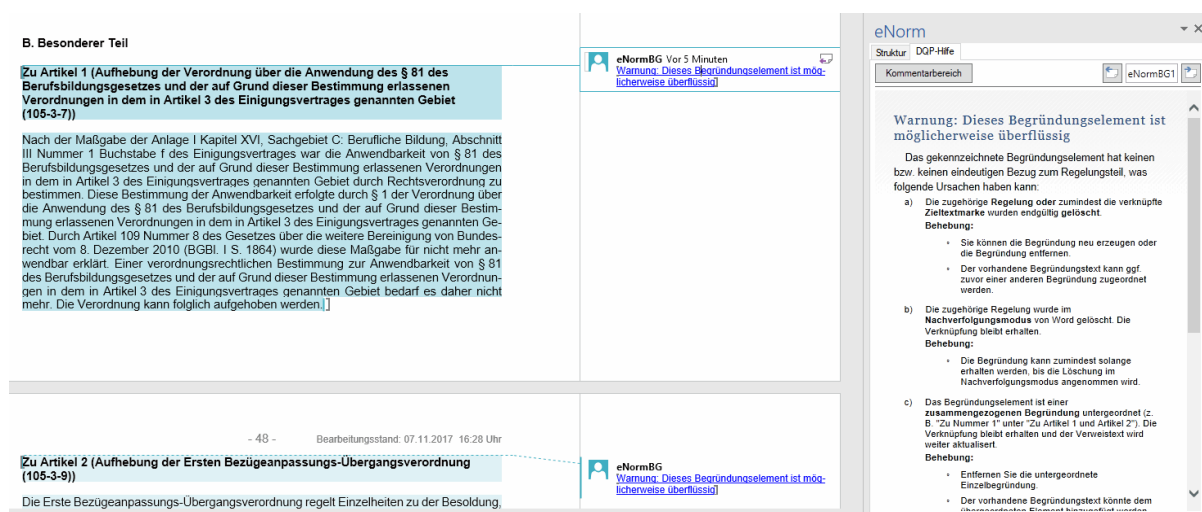 B. Besonderer Teil
Zu Artikel 1 (Aufhebung der Verordnung über die Anwendung des § 81 des
Berufsbildungsgesetzes und der auf Grund dieser Bestimmung erlassenen
Verordnungen in dem in Artikel 3 des Einigungsvertrages genannten Gebiet
(105-3-7))
Nach der Maßgabe der Anlage I Kapitel XVI, Sachgebiet C: Berufliche Bildung, Abschnitt
III Nummer 1 Buchstabe f des Einigungsvertrages war die Anwendbarkeit von § 81 des
Berufsbildungsgesetzes und der auf Grund dieser Bestimmung erlassenen Verordnungen
in dem in Artikel 3 des Einigungsvertrages genannten Gebiet durch Rechtsverordnung zu
bestimmen. Diese Bestimmung der Anwendbarkeit erfolgte durch § 1 der Verordnung über
die Anwendung des § 81 des Berufsbildungsgesetzes und der auf Grund dieser Bestim-
mung erlassenen Verordnungen in dem in Artikel 3 des Einigungsvertrages genannten Ge-
biet. Durch Artikel 109 Nummer 8 des Gesetzes über die weitere Bereinigung von Bundes-
recht vom 8. Dezember 2010 (BGBl. I S. 1864) wurde diese Maßgabe für nicht mehr an-
wendbar erklärt. Einer verordnungsrechtlichen Bestimmung zur Anwendbarkeit von § 81
des Berufsbildungsgesetzes und der auf Grund dieser Bestimmung erlassenen Verordnun-
gen in dem in Artikel 3 des Einigungsvertrages genannten Gebiet bedarf es daher nicht
mehr. Die Verordnung kann folglich aufgehoben werden.]
eNormBG Vor 5 Minuten
Warnung: Dieses Begründungselement ist mög-
licherweise überflüssig]
- 48 - Bearbeitungsstand: 07.11.2017 16:28 Uhr
Zu Artikel 2 (Aufhebung der Ersten Bezügeanpassungs-Übergangsverordnung
(105-3-9))
Die Erste Bezügeanpassungs-Übergangsverordnung regelt Einzelheiten zu der Besoldung,
eNormBG
Warnung: Dieses Begründungselement ist mög-
licherweise überflüssig]
eNorm
Struktur DQP-Hilfe
Kommentarbereich eNormBG1
Warnung: Dieses Begründungselement ist
möglicherweise überflüssig
Das gekennzeichnete Begründungselement hat keinen
bzw. keinen eindeutigen Bezug zum Regelungsteil, was
folgende Ursachen haben kann:
a) Die zugehörige Regelung oder zumindest die verknüpfte
Zieltextmarke wurden endgültig gelöscht.
Behebung:
Sie können die Begründung neu erzeugen oder
die Begründung entfernen.
Der vorhandene Begründungstext kann ggf.
zuvor einer anderen Begründung zugeordnet
werden.
b) Die zugehörige Regelung wurde im
Nachverfolgungsmodus von Word gelöscht. Die
Verknüpfung bleibt erhalten.
Behebung:
Die Begründung kann zumindest solange
erhalten werden, bis die Löschung im
Nachverfolgungsmodus angenommen wird.
c) Das Begründungselement ist einer
zusammengezogenen Begründung untergeordnet (z.
B. "Zu Nummer 1" unter "Zu Artikel 1 und Artikel 2"). Die
Verknüpfung bleibt erhalten und der Verweistext wird
weiter aktualisiert.
Behebung:
Entfernen Sie die untergeordnete
Einzelbegründung.
Der vorhandene Begründungstext könnte dem
übergeordneten Element hinzugefügt werden